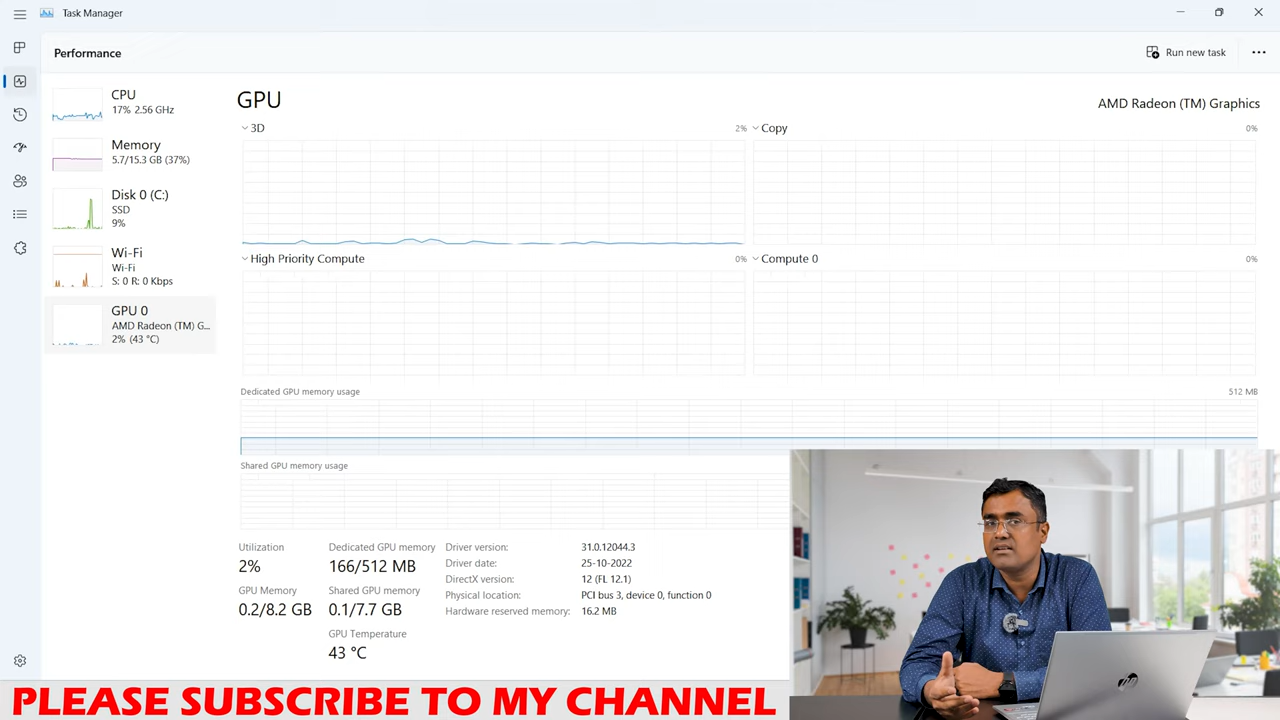 Task Manager
Performance
Run new task
CPU
17% 2.56 GHz
Memory
5.7/15.3 GB (37%)
Disk 0 (C:)
SSD
9%
Wi-Fi
Wi-Fi
S: 0 R: 0 Kbps
GPU 0
AMD Radeon (TM) G...
2% (43 °C)
GPU
AMD Radeon (TM) Graphics
3D 2%
Copy 0%
High Priority Compute 0%
Compute 0 0%
Dedicated GPU memory usage 512 MB
Shared GPU memory usage
Utilization
2%
Dedicated GPU memory
166/512 MB
GPU Memory
0.2/8.2 GB
Shared GPU memory
0.1/7.7 GB
GPU Temperature
43 °C
Driver version: 31.0.12044.3
Driver date: 25-10-2022
DirectX version: 12 (FL 12.1)
Physical location: PCI bus 3, device 0, function 0
Hardware reserved memory: 16.2 MB
hp
PLEASE SUBSCRIBE TO MY CHANNEL